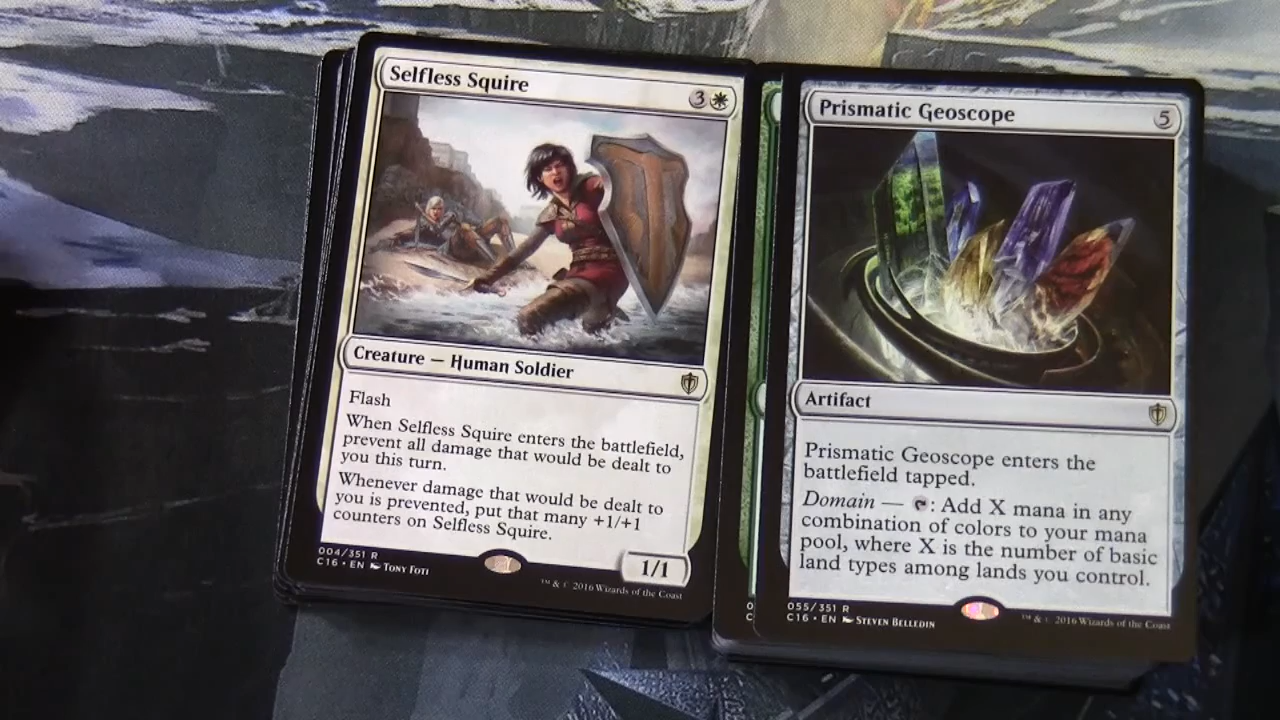 Selfless Squire
3
Creature — Human Soldier
Flash
When Selfless Squire enters the battlefield,
prevent all damage that would be dealt to
you this turn.
Whenever damage that would be dealt to
you is prevented, put that many +1/+1
counters on Selfless Squire.
1/1
004/351 R
C16 • EN Tony Foti
™ & © 2016 Wizards of the Coast
0
C
Prismatic Geoscope
5
Artifact
Prismatic Geoscope enters the
battlefield tapped.
Domain — : Add X mana in any
combination of colors to your mana
pool, where X is the number of basic
land types among lands you control.
055/351 R
C16 • EN Steven Belledin
™ & © 2016 Wizards of the Coast